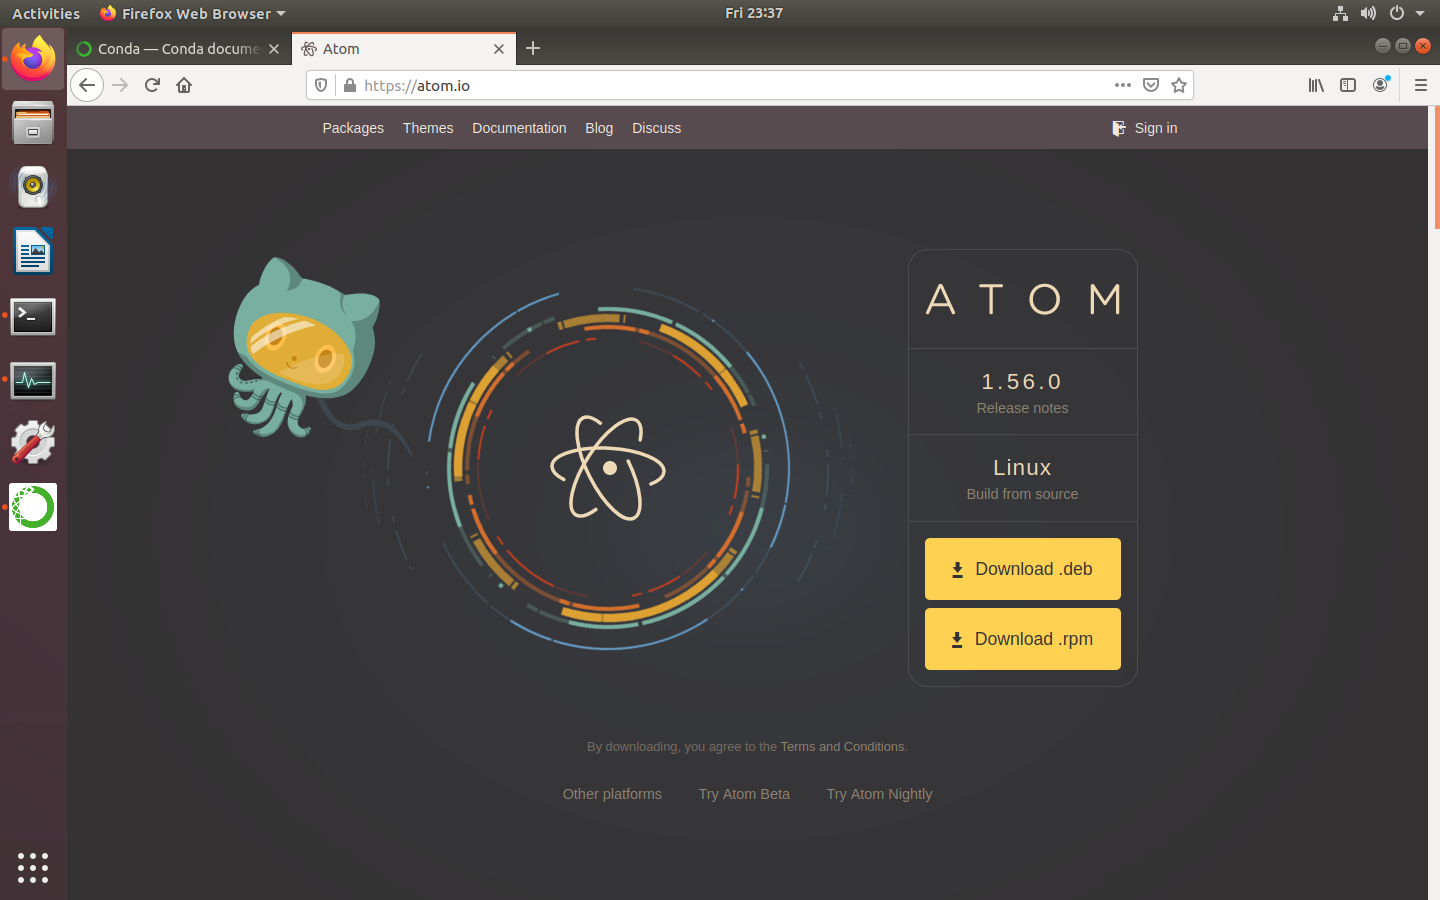 Activities
Firefox Web Browser
Fri 23:37
Conda — Conda docume
Atom
https://atom.io
Packages
Themes
Documentation
Blog
Discuss
Sign in
ATOM
1.56.0
Release notes
Linux
Build from source
Download .deb
Download .rpm
By downloading, you agree to the Terms and Conditions.
Other platforms
Try Atom Beta
Try Atom Nightly